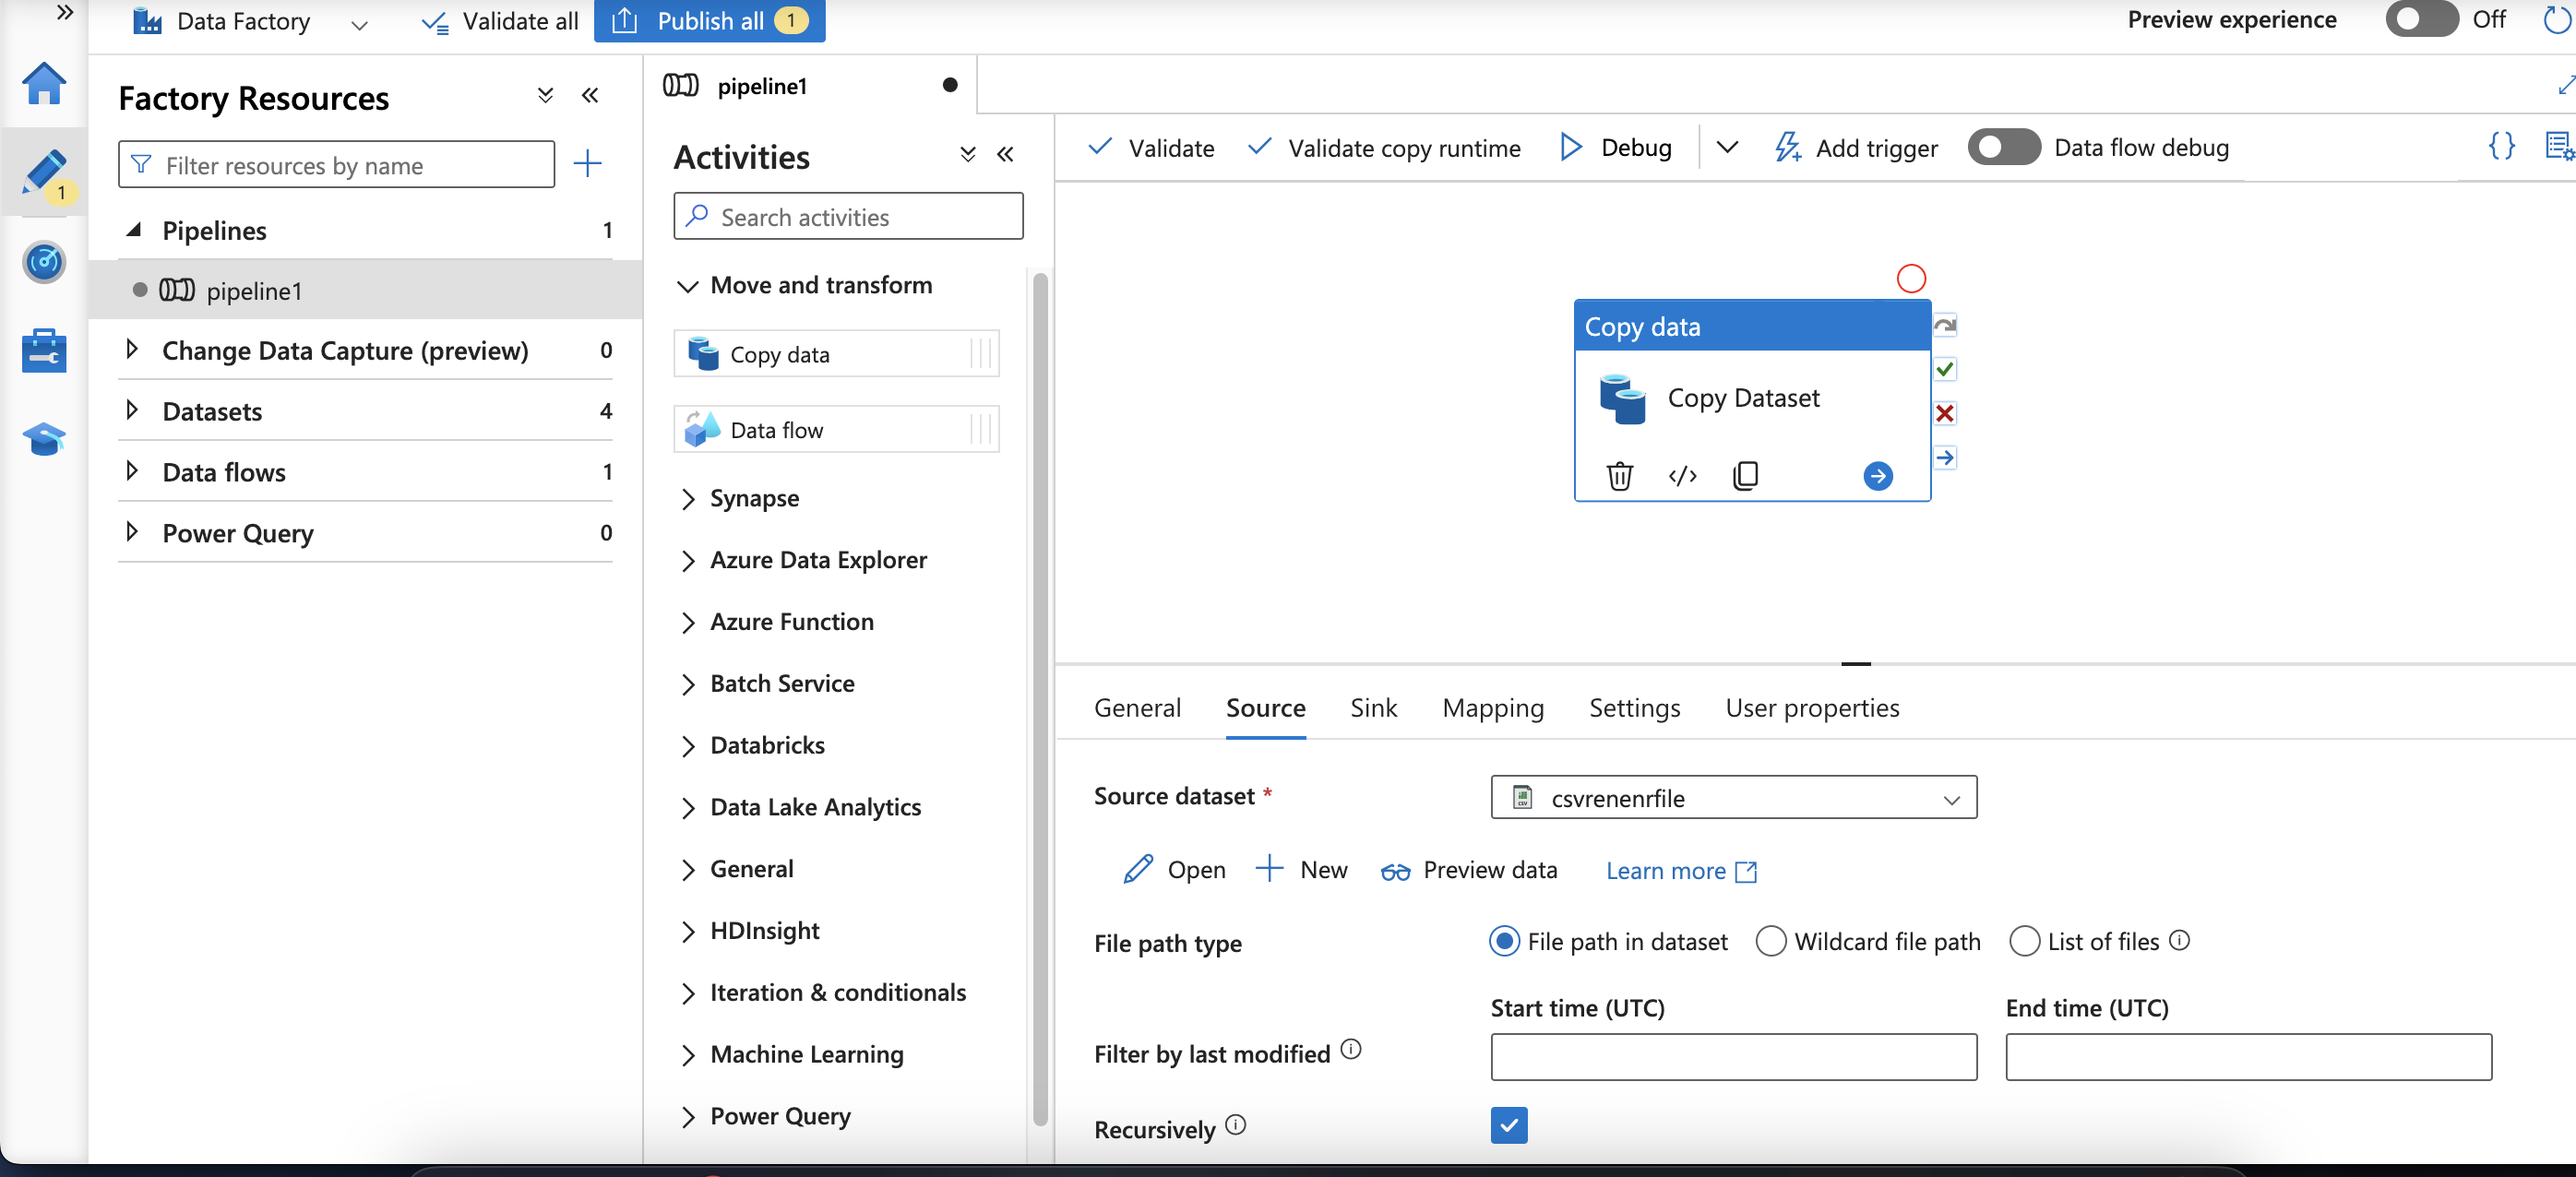 Data Factory
Validate all
Publish all 1
Preview experience
Off
1
Factory Resources
Filter resources by name
Pipelines 1
pipeline1
Change Data Capture (preview) 0
Datasets 4
Data flows 1
Power Query 0
pipeline1
Activities
Search activities
Move and transform
Copy data
Data flow
Synapse
Azure Data Explorer
Azure Function
Batch Service
Databricks
Data Lake Analytics
General
HDInsight
Iteration & conditionals
Machine Learning
Power Query
Validate
Validate copy runtime
Debug
Add trigger
Data flow debug
Copy data
Copy Dataset
General
Source
Sink
Mapping
Settings
User properties
Source dataset *
csvrenenrfile
Open
New
Preview data
Learn more
File path type
File path in dataset
Wildcard file path
List of files
Start time (UTC)
End time (UTC)
Filter by last modified
Recursively